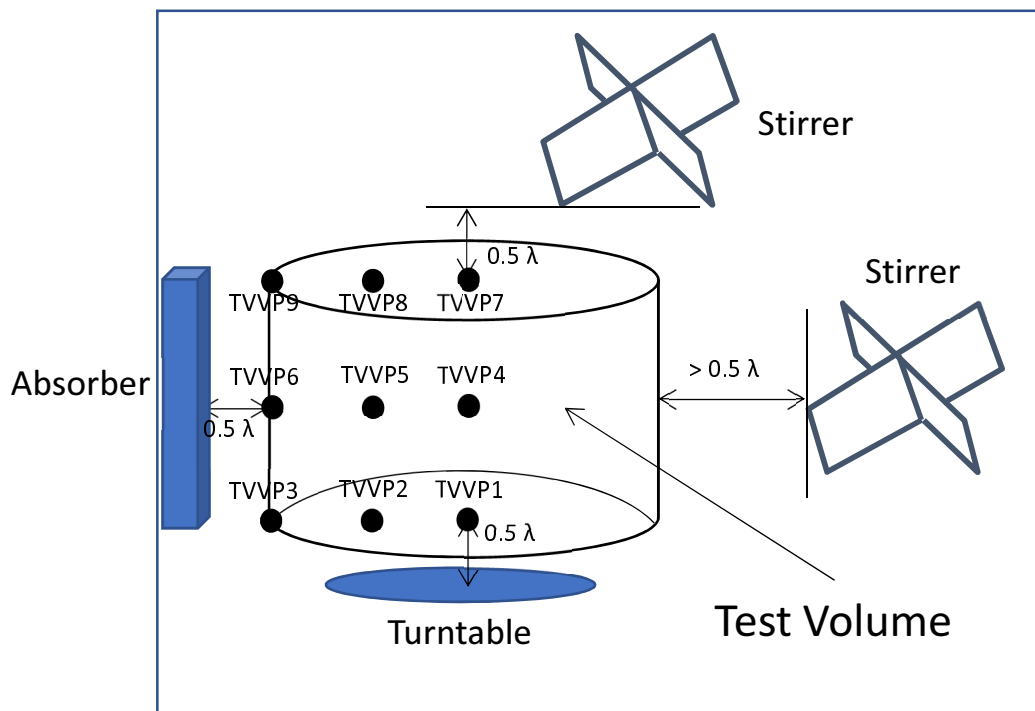 Stirrer
0.5 λ
Stirrer
TVVP9 TVVP8 TVVP7
Absorber
TVVP6 TVVP5 TVVP4
> 0.5 λ
0.5 λ
TVVP3 TVVP2 TVVP1
0.5 λ
Test Volume
Turntable